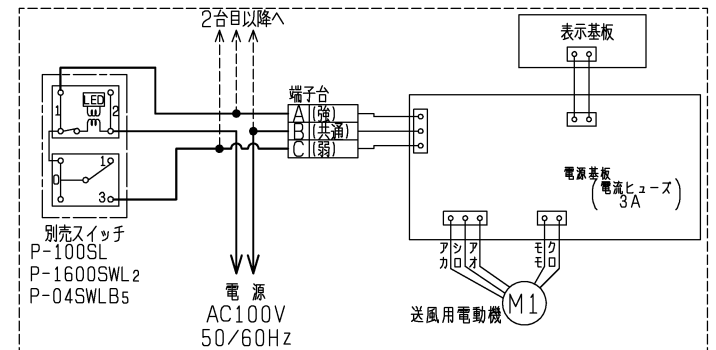 2台目以降へ
表示基板
LED
1
2
端子台
A (強)
B (共通)
C (弱)
1
0
3
電源基板
(電流ヒューズ 3A)
別売スイッチ
P-100SL
P-1600SWL2
P-04SWLB5
アカ
シロ
アオ
モモ
クロ
電源
AC100V
50/60Hz
送風用電動機
M1